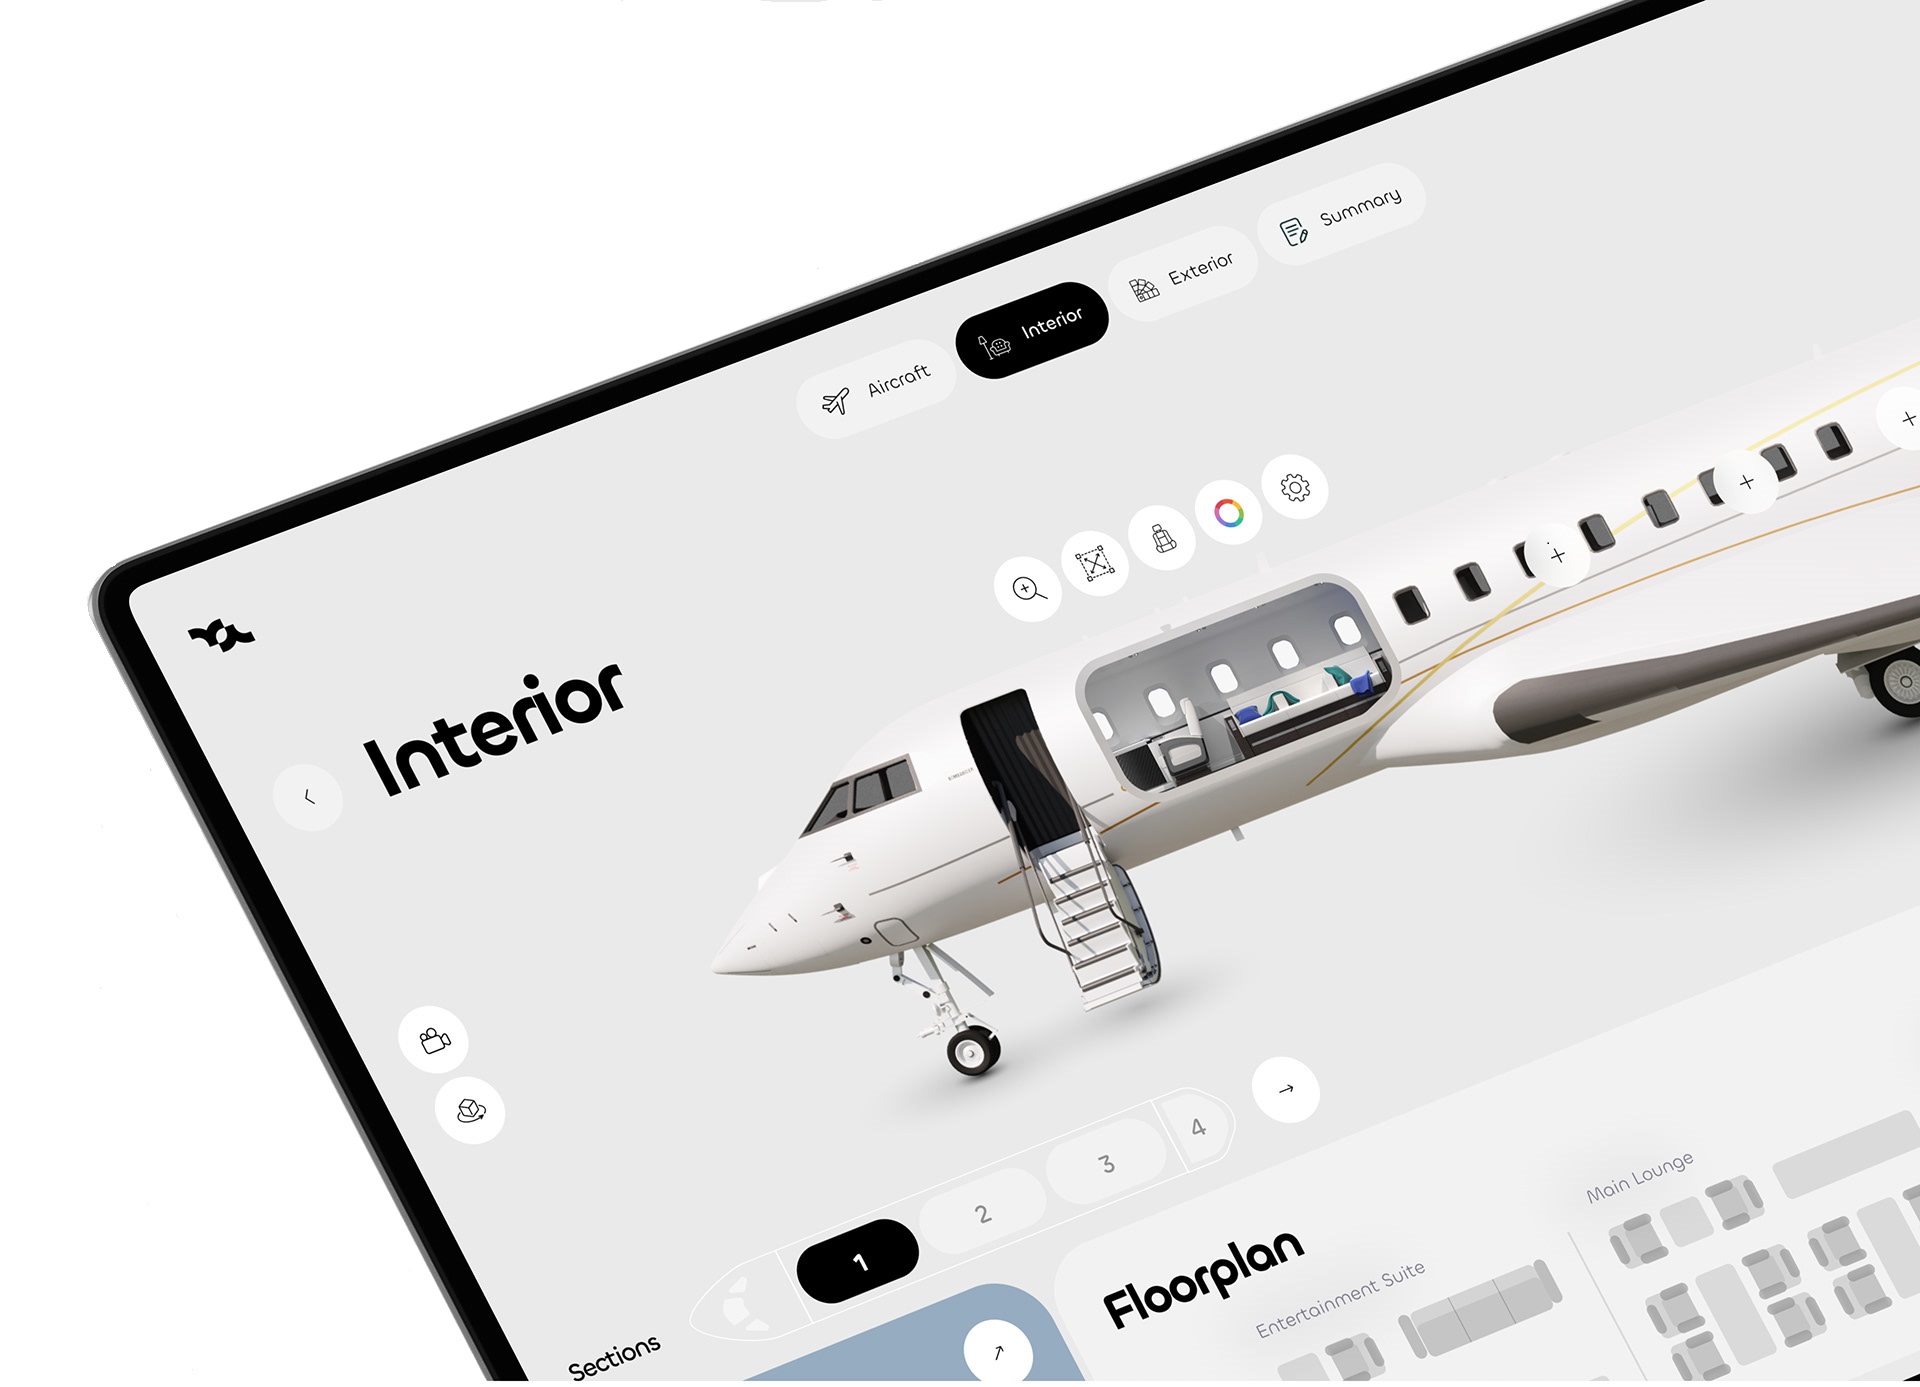 Aircraft
Interior
Exterior
Summary
Interior
1
2
3
4
Sections
Floorplan
Entertainment Suite
Main Lounge